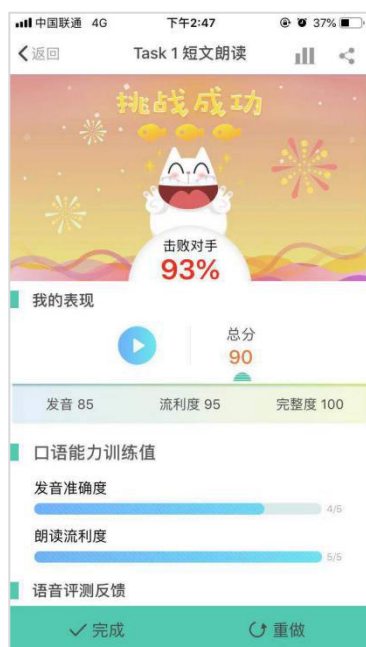 中国联通 4G 下午2:47 37%
返回 Task 1 短文朗读
挑战成功
击败对手
93%
我的表现
总分
90
发音 85 流利度 95 完整度 100
口语能力训练值
发音准确度
4/5
朗读流利度
5/5
语音评测反馈
完成 重做